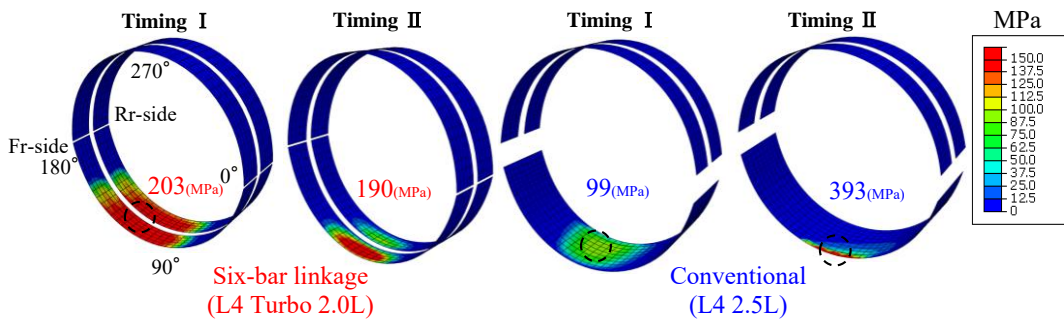 Timing Ⅰ
Timing Ⅱ
Timing Ⅰ
Timing Ⅱ
MPa
270°
Rr-side
Fr-side
180°
0°
90°
203(MPa)
190(MPa)
99(MPa)
393(MPa)
150.0
137.5
125.0
112.5
100.0
87.5
75.0
62.5
50.0
37.5
25.0
12.5
0
Six-bar linkage
(L4 Turbo 2.0L)
Conventional
(L4 2.5L)